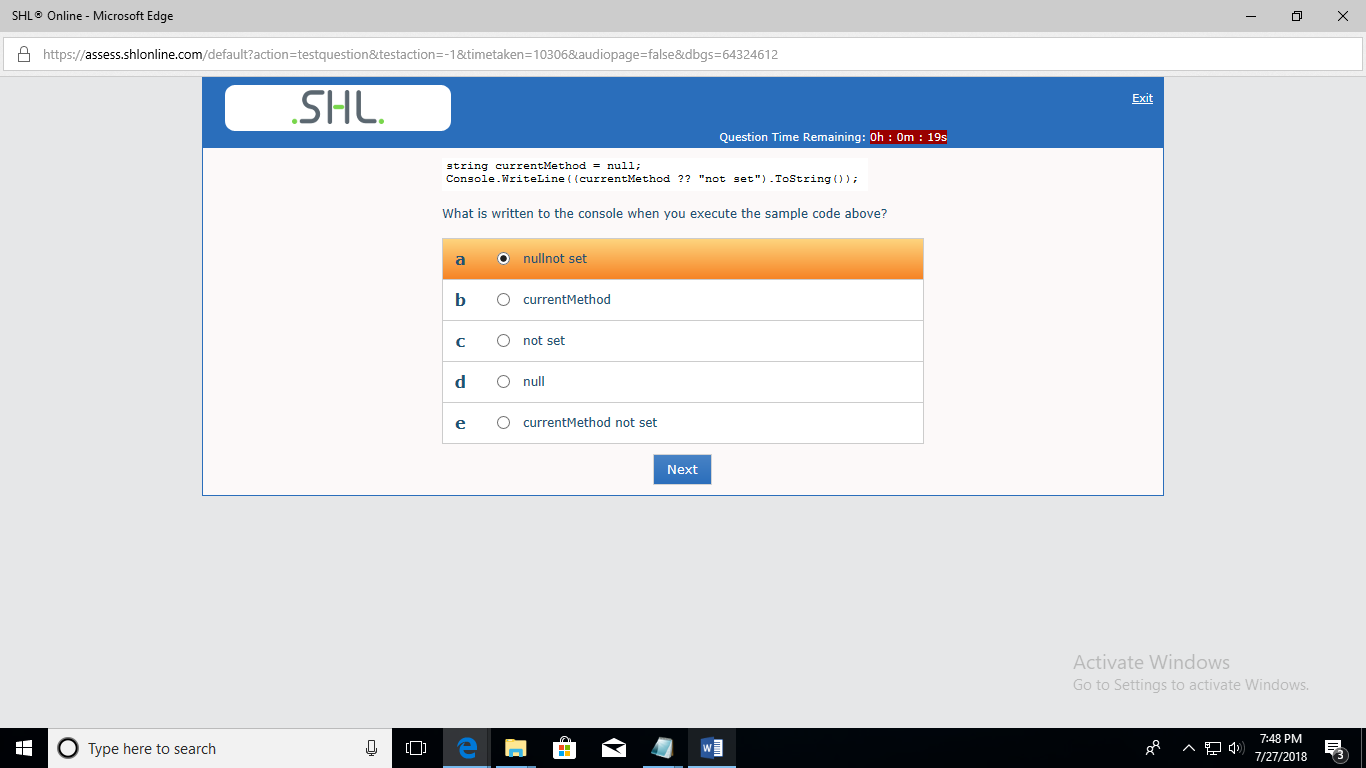 SHL® Online - Microsoft Edge
https://assess.shlonline.com/default?action=testquestion&testaction=-1&timetaken=10306&audiopage=false&dbgs=64324612
.SHL.
Exit
Question Time Remaining: 0h : 0m : 19s
string currentMethod = null;
Console.WriteLine((currentMethod ?? "not set").ToString());
What is written to the console when you execute the sample code above?
a nullnot set
b currentMethod
c not set
d null
e currentMethod not set
Next
Activate Windows
Go to Settings to activate Windows.
Type here to search
7:48 PM
7/27/2018
3